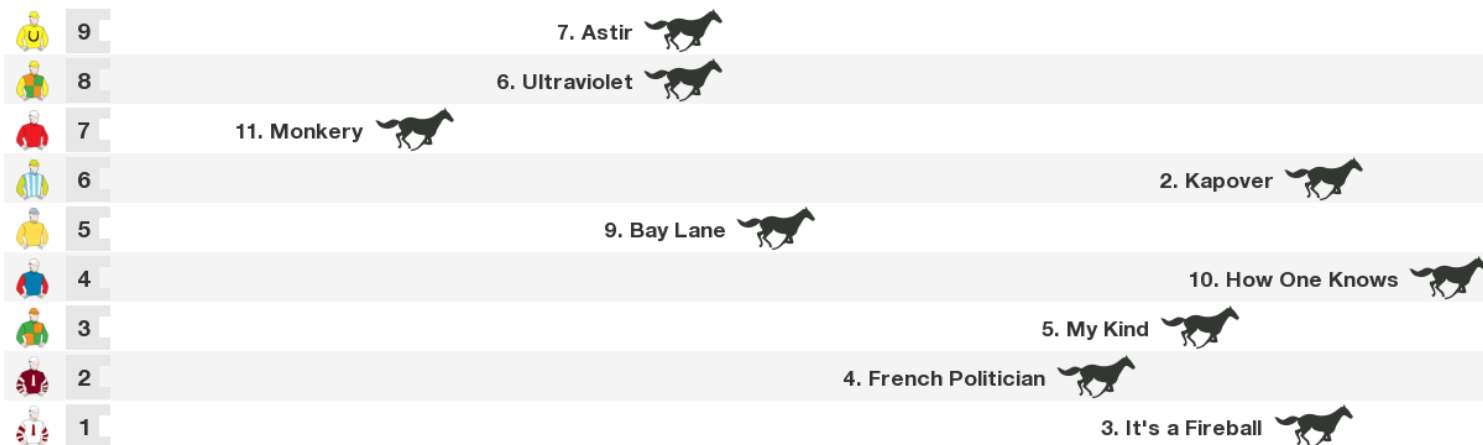 9 7. Astir
8 6. Ultraviolet
7 11. Monkery
6 2. Kapover
5 9. Bay Lane
4 10. How One Knows
3 5. My Kind
2 4. French Politician
1 3. It's a Fireball